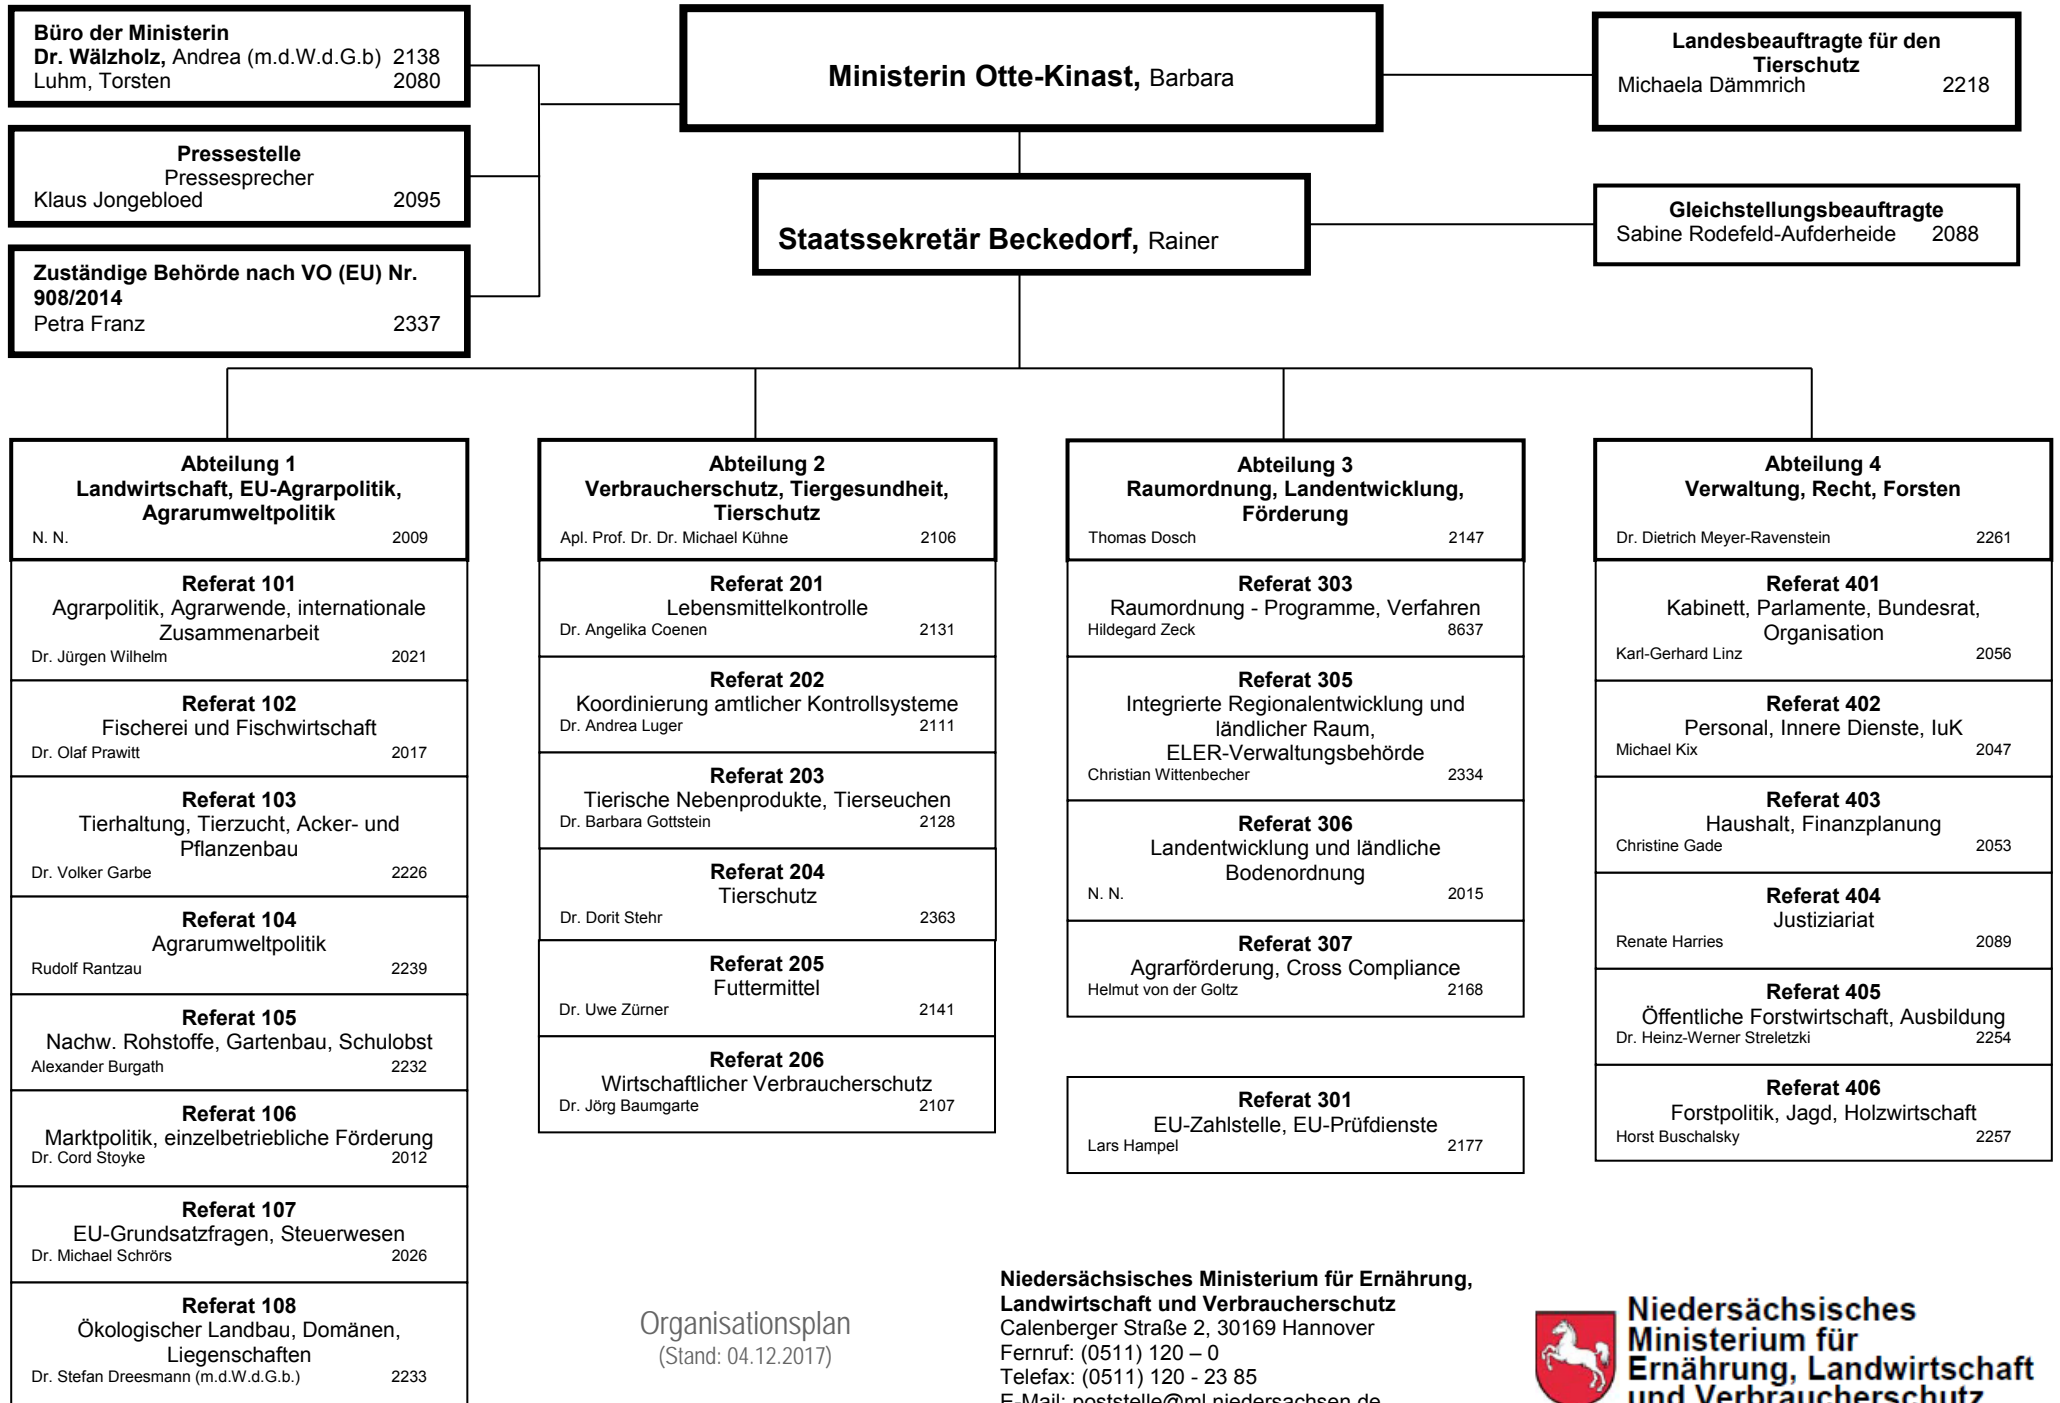 Büro der Ministerin
Dr. Wälzholz, Andrea (m.d.W.d.G.b) 2138
Luhm, Torsten 2080
Pressestelle
Pressesprecher
Klaus Jongebloed 2095
Zuständige Behörde nach VO (EU) Nr.
908/2014
Petra Franz 2337
Ministerin Otte-Kinast, Barbara
Staatssekretär Beckedorf, Rainer
Landesbeauftragte für den
Tierschutz
Michaela Dämmrich 2218
Gleichstellungsbeauftragte
Sabine Rodefeld-Aufderheide 2088
Abteilung 1
Landwirtschaft, EU-Agrarpolitik,
Agrarumweltpolitik
N. N. 2009
Referat 101
Agrarpolitik, Agrarwende, internationale
Zusammenarbeit
Dr. Jürgen Wilhelm 2021
Referat 102
Fischerei und Fischwirtschaft
Dr. Olaf Prawitt 2017
Referat 103
Tierhaltung, Tierzucht, Acker- und
Pflanzenbau
Dr. Volker Garbe 2226
Referat 104
Agrarumweltpolitik
Rudolf Rantzau 2239
Referat 105
Nachw. Rohstoffe, Gartenbau, Schulobst
Alexander Burgath 2232
Referat 106
Marktpolitik, einzelbetriebliche Förderung
Dr. Cord Stoyke 2012
Referat 107
EU-Grundsatzfragen, Steuerwesen
Dr. Michael Schrörs 2026
Referat 108
Ökologischer Landbau, Domänen,
Liegenschaften
Dr. Stefan Dreesmann (m.d.W.d.G.b.) 2233
Abteilung 2
Verbraucherschutz, Tiergesundheit,
Tierschutz
Apl. Prof. Dr. Dr. Michael Kühne 2106
Referat 201
Lebensmittelkontrolle
Dr. Angelika Coenen 2131
Referat 202
Koordinierung amtlicher Kontrollsysteme
Dr. Andrea Luger 2111
Referat 203
Tierische Nebenprodukte, Tierseuchen
Dr. Barbara Gottstein 2128
Referat 204
Tierschutz
Dr. Dorit Stehr 2363
Referat 205
Futtermittel
Dr. Uwe Zürner 2141
Referat 206
Wirtschaftlicher Verbraucherschutz
Dr. Jörg Baumgarte 2107
Abteilung 3
Raumordnung, Landentwicklung,
Förderung
Thomas Dosch 2147
Referat 303
Raumordnung - Programme, Verfahren
Hildegard Zeck 8637
Referat 305
Integrierte Regionalentwicklung und
ländlicher Raum,
ELER-Verwaltungsbehörde
Christian Wittenbecher 2334
Referat 306
Landentwicklung und ländliche
Bodenordnung
N. N. 2015
Referat 307
Agrarförderung, Cross Compliance
Helmut von der Goltz 2168
Referat 301
EU-Zahlstelle, EU-Prüfdienste
Lars Hampel 2177
Abteilung 4
Verwaltung, Recht, Forsten
Dr. Dietrich Meyer-Ravenstein 2261
Referat 401
Kabinett, Parlamente, Bundesrat,
Organisation
Karl-Gerhard Linz 2056
Referat 402
Personal, Innere Dienste, IuK
Michael Kix 2047
Referat 403
Haushalt, Finanzplanung
Christine Gade 2053
Referat 404
Justiziariat
Renate Harries 2089
Referat 405
Öffentliche Forstwirtschaft, Ausbildung
Dr. Heinz-Werner Streletzki 2254
Referat 406
Forstpolitik, Jagd, Holzwirtschaft
Horst Buschalsky 2257
Organisationsplan
(Stand: 04.12.2017)
Niedersächsisches Ministerium für Ernährung,
Landwirtschaft und Verbraucherschutz
Calenberger Straße 2, 30169 Hannover
Fernruf: (0511) 120 – 0
Telefax: (0511) 120 - 23 85
E-Mail: poststelle@ml.niedersachsen.de
Niedersächsisches
Ministerium für
Ernährung, Landwirtschaft
und Verbraucherschutz